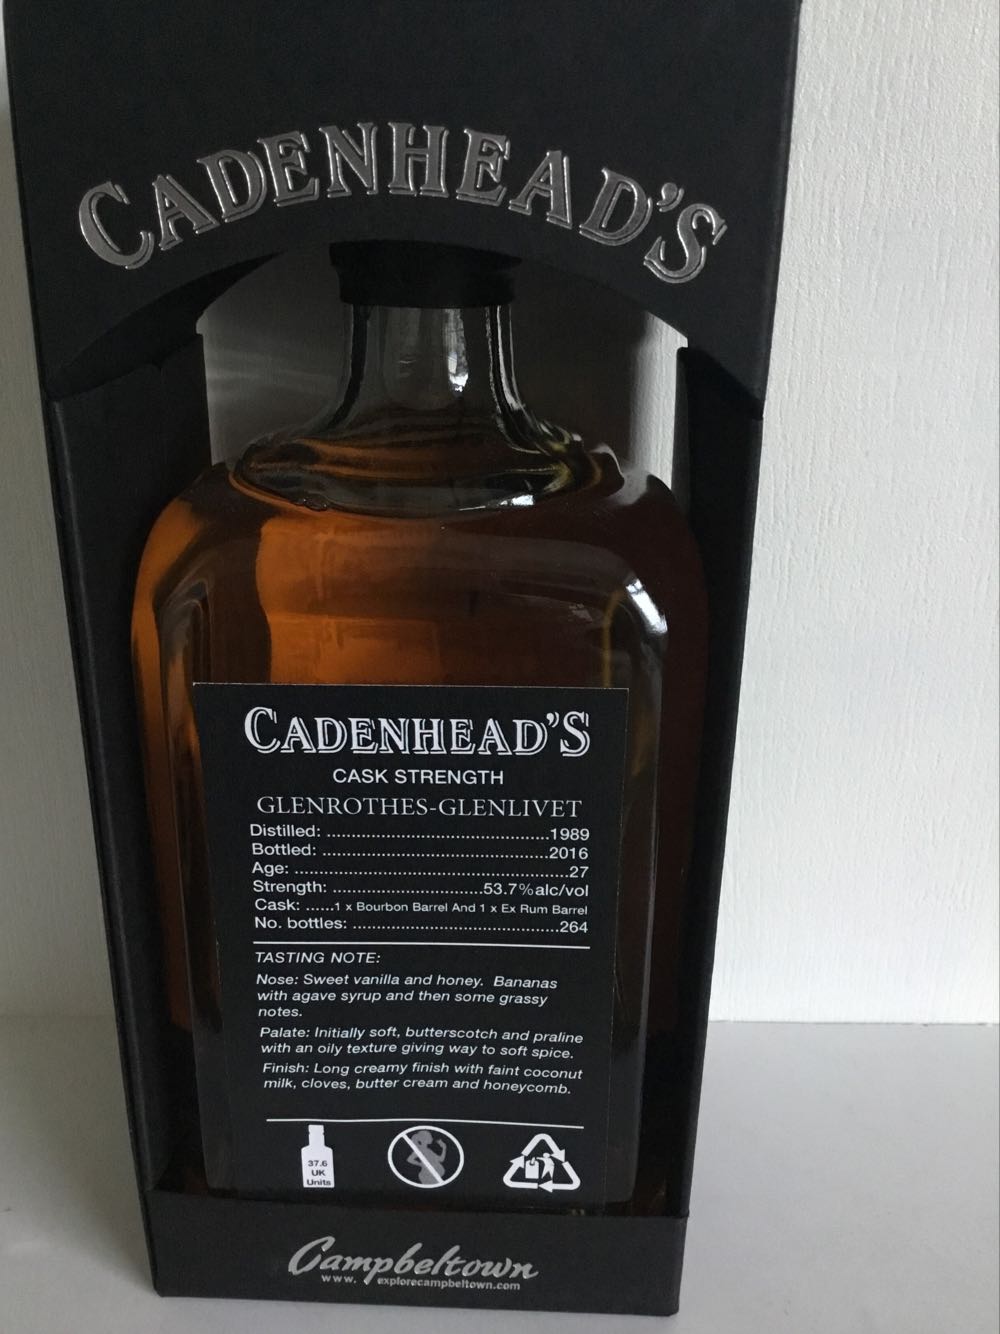 CADENHEAD'S
CADENHEAD'S
CASK STRENGTH
GLENROTHES-GLENLIVET
Distilled: .............................................1989
Bottled: ................................................2016
Age: ........................................................27
Strength: ...............................53.7%alc/vol
Cask: ......1 x Bourbon Barrel And 1 x Ex Rum Barrel
No. bottles: ..........................................264
TASTING NOTE:
Nose: Sweet vanilla and honey. Bananas
with agave syrup and then some grassy
notes.
Palate: Initially soft, butterscotch and praline
with an oily texture giving way to soft spice.
Finish: Long creamy finish with faint coconut
milk, cloves, butter cream and honeycomb.
37.6
UK
Units
Campbeltown
www. explorecampbeltown.com